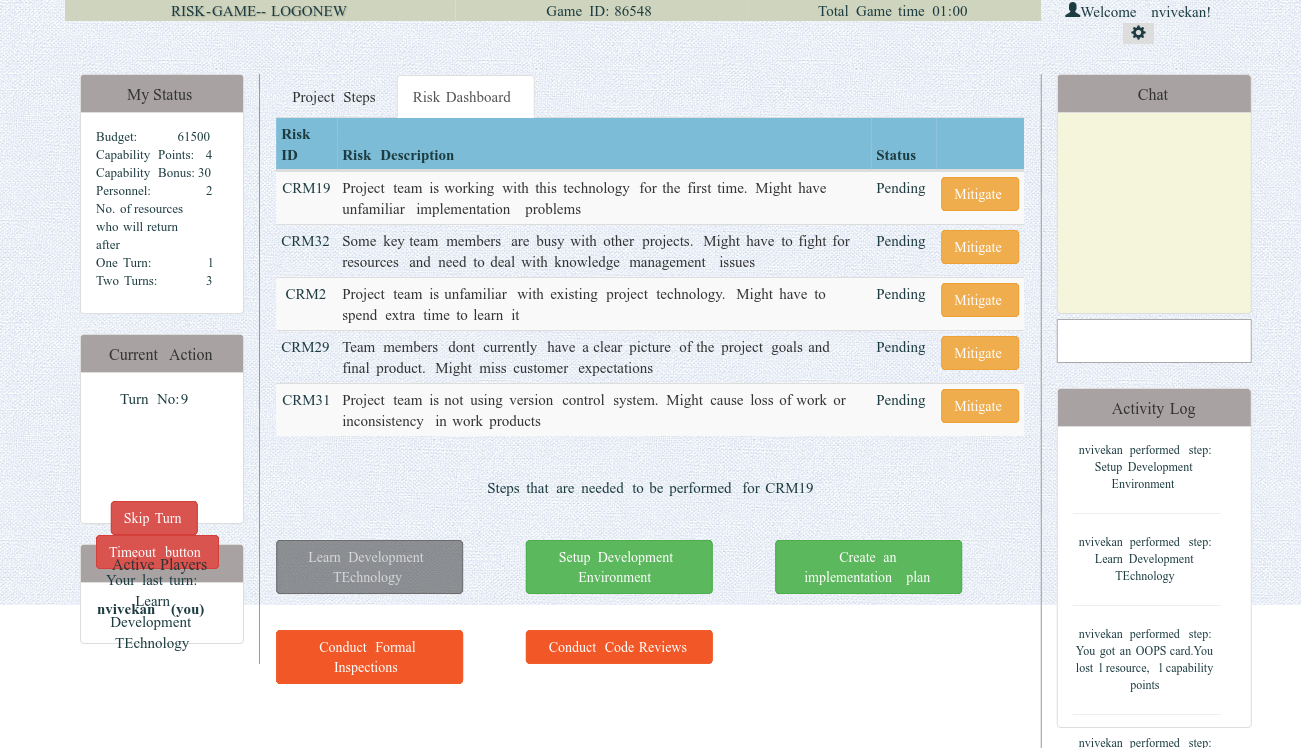 RISK-GAME-- LOGONEW
Game ID: 86548
Total Game time 01:00
Welcome nvivekan!
My Status
Budget: 61500
Capability Points: 4
Capability Bonus: 30
Personnel: 2
No. of resources
who will return
after
One Turn: 1
Two Turns: 3
Current Action
Turn No:9
Skip Turn
Timeout button
Active Players
Your last turn:
Learn
nvivekan (you)
Development
TEchnology
Project Steps
Risk Dashboard
Risk
ID
Risk Description
Status
CRM19
Project team is working with this technology for the first time. Might have
unfamiliar implementation problems
Pending
Mitigate
CRM32
Some key team members are busy with other projects. Might have to fight for
resources and need to deal with knowledge management issues
Pending
Mitigate
CRM2
Project team is unfamiliar with existing project technology. Might have to
spend extra time to learn it
Pending
Mitigate
CRM29
Team members dont currently have a clear picture of the project goals and
final product. Might miss customer expectations
Pending
Mitigate
CRM31
Project team is not using version control system. Might cause loss of work or
inconsistency in work products
Pending
Mitigate
Steps that are needed to be performed for CRM19
Learn Development
TEchnology
Setup Development
Environment
Create an
implementation plan
Conduct Formal
Inspections
Conduct Code Reviews
Chat
Activity Log
nvivekan performed step:
Setup Development
Environment
nvivekan performed step:
Learn Development
TEchnology
nvivekan performed step:
You got an OOPS card.You
lost 1 resource, 1 capability
points
nvivekan performed step: